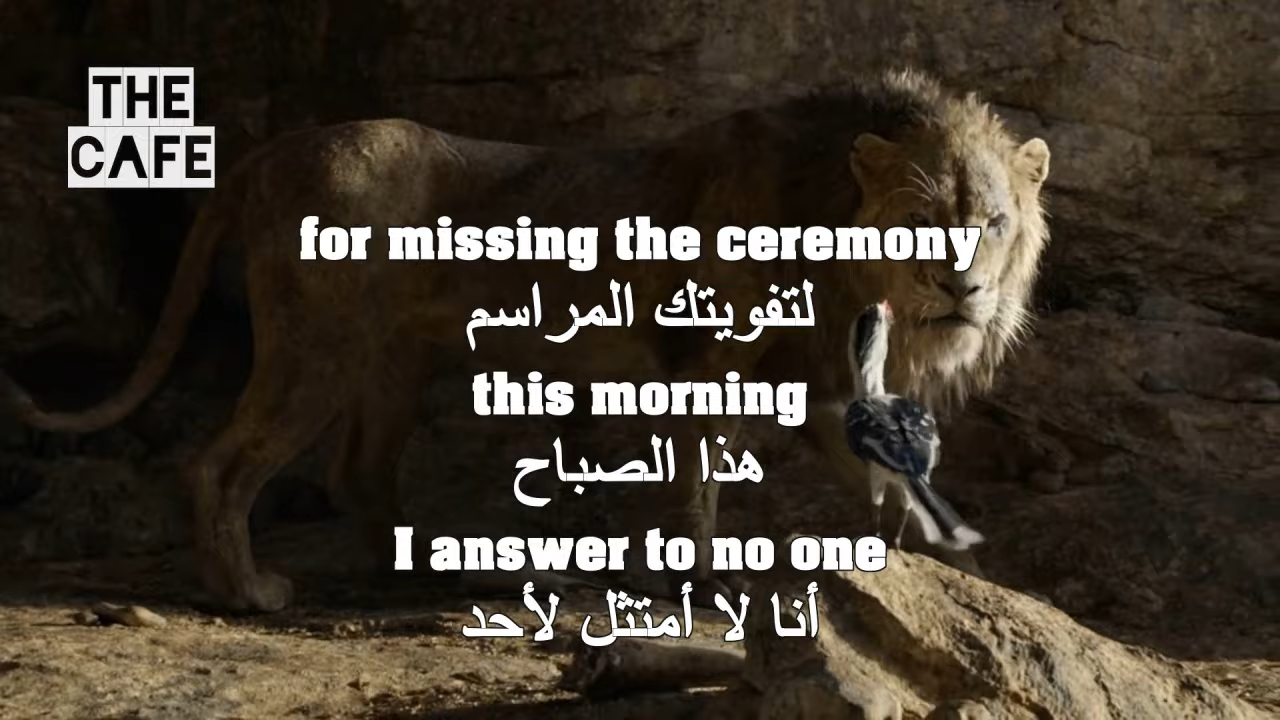 THE
CAFE
for missing the ceremony
لتفويتك المراسم
this morning
هذا الصباح
I answer to no one
أنا لا أمتثل لأحد